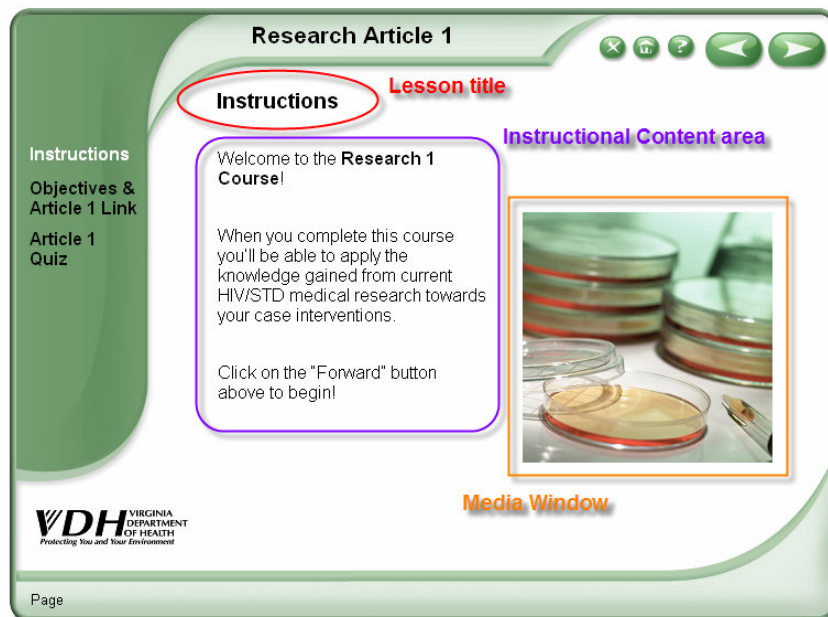 Research Article 1
?
Instructions
Lesson title
Instructional Content area
Instructions
Objectives &
Article 1 Link
Article 1
Quiz
Welcome to the Research 1
Course!
When you complete this course
you'll be able to apply the
knowledge gained from current
HIV/STD medical research towards
your case interventions.
Click on the "Forward" button
above to begin!
Media Window
VDH VIRGINIA
DEPARTMENT
OF HEALTH
Protecting You and Your Environment
Page